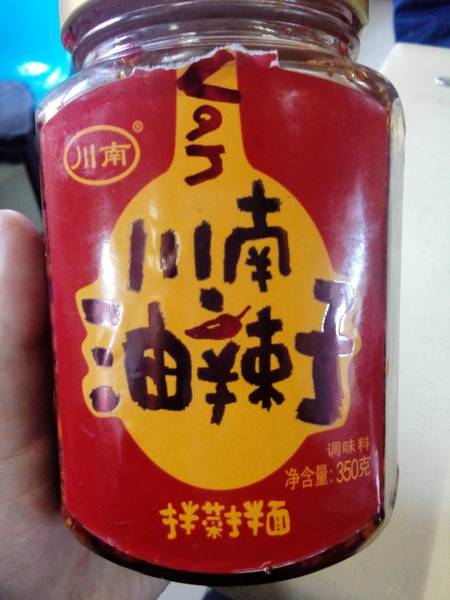 川南®
川南
油辣子
调味料
净含量: 350克
拌菜拌面